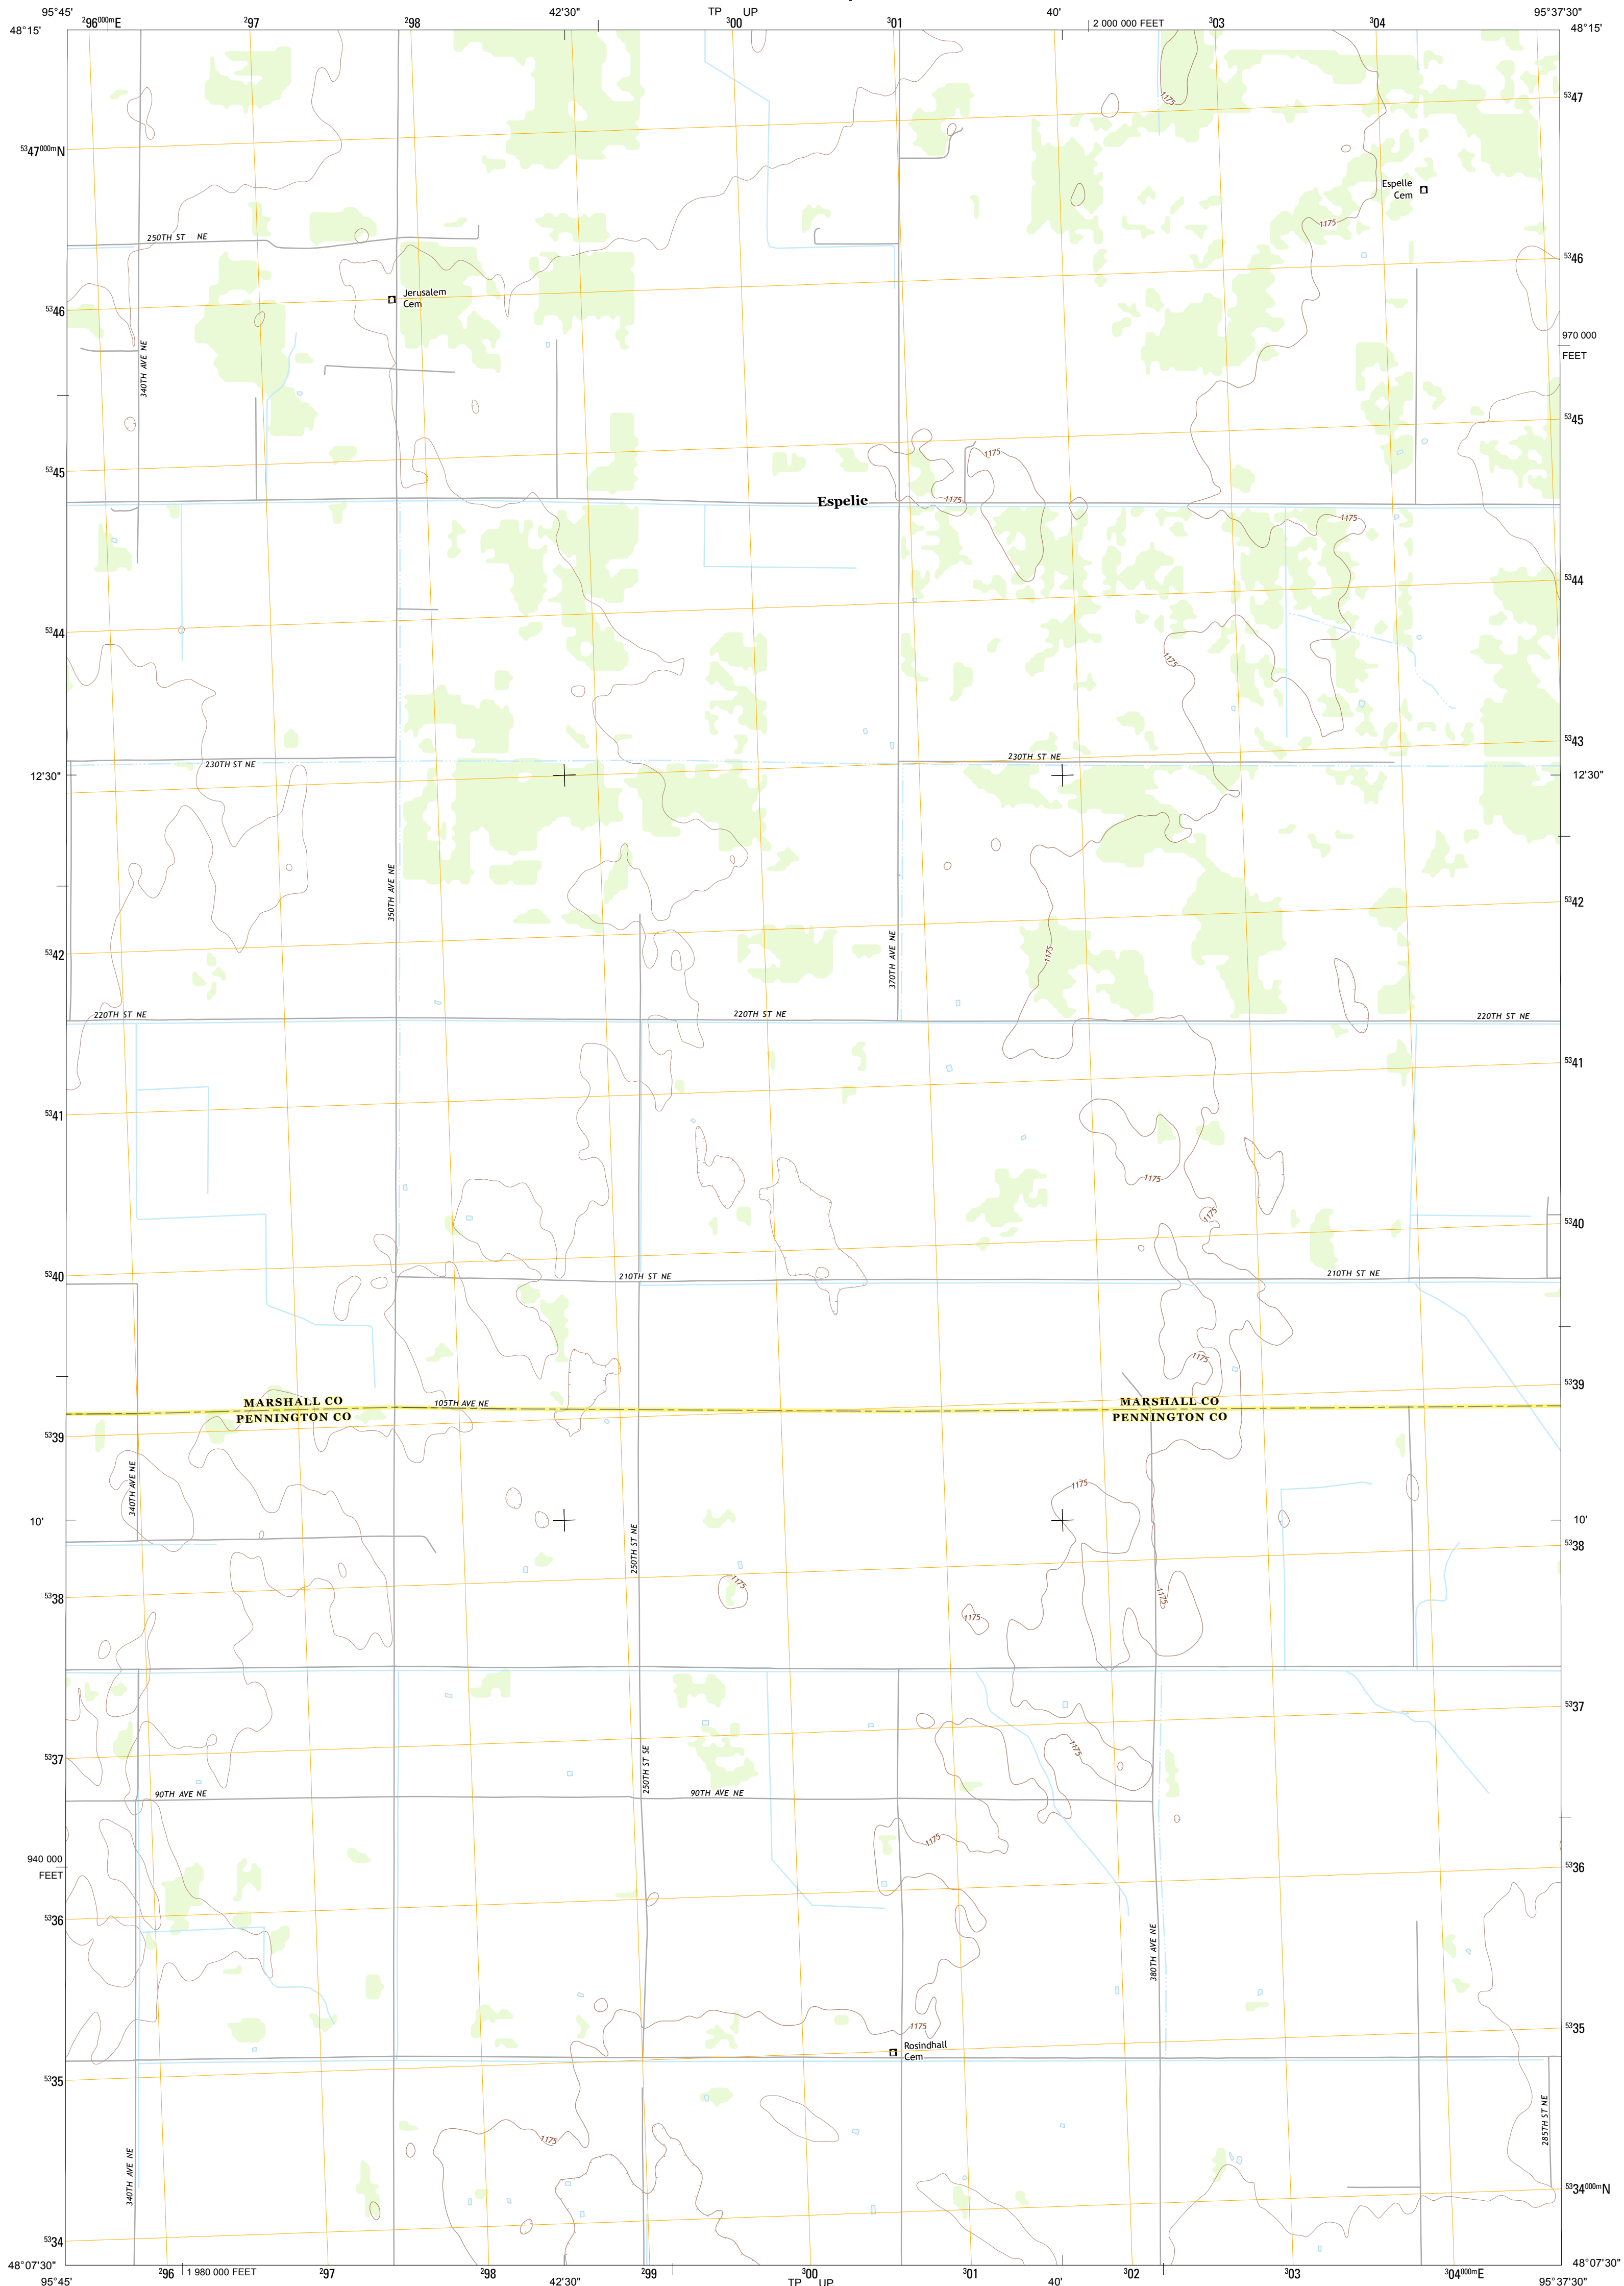 95°45'
²96⁰⁰⁰ᵐE
²97
²98
42'30"
TP UP
³00
³01
40'
2 000 000 FEET
³03
³04
95°37'30"
48°15'
48°15'
⁵³47
⁵³47⁰⁰⁰ᵐN
Espelle
Cem
1175
1175
250TH ST NE
⁵³46
Jerusalem
Cem
⁵³46
970 000
FEET
340TH AVE NE
⁵³45
⁵³45
1175
1175
Espelie
1175
⁵³44
⁵³44
1175
⁵³43
230TH ST NE
230TH ST NE
12'30"
12'30"
350TH AVE NE
⁵³42
⁵³42
370TH AVE NE
1175
220TH ST NE
220TH ST NE
220TH ST NE
⁵³41
⁵³41
1175
1175
⁵³40
⁵³40
210TH ST NE
210TH ST NE
1175
⁵³39
MARSHALL CO
PENNINGTON CO
105TH AVE NE
MARSHALL CO
PENNINGTON CO
⁵³39
340TH AVE NE
1175
10'
10'
250TH ST NE
⁵³38
⁵³38
1175
1175
1175
⁵³37
⁵³37
1175
250TH ST SE
90TH AVE NE
90TH AVE NE
1175
940 000
FEET
⁵³36
⁵³36
380TH AVE NE
1175
⁵³35
Rosindhall
Cem
⁵³35
1175
285TH ST NE
340TH AVE NE
⁵³34⁰⁰⁰ᵐN
⁵³34
48°07'30"
48°07'30"
95°45'
²96
1 980 000 FEET
²97
²98
42'30"
²99
TP UP
³00
³01
40'
³02
³03
³04⁰⁰⁰ᵐE
95°37'30"